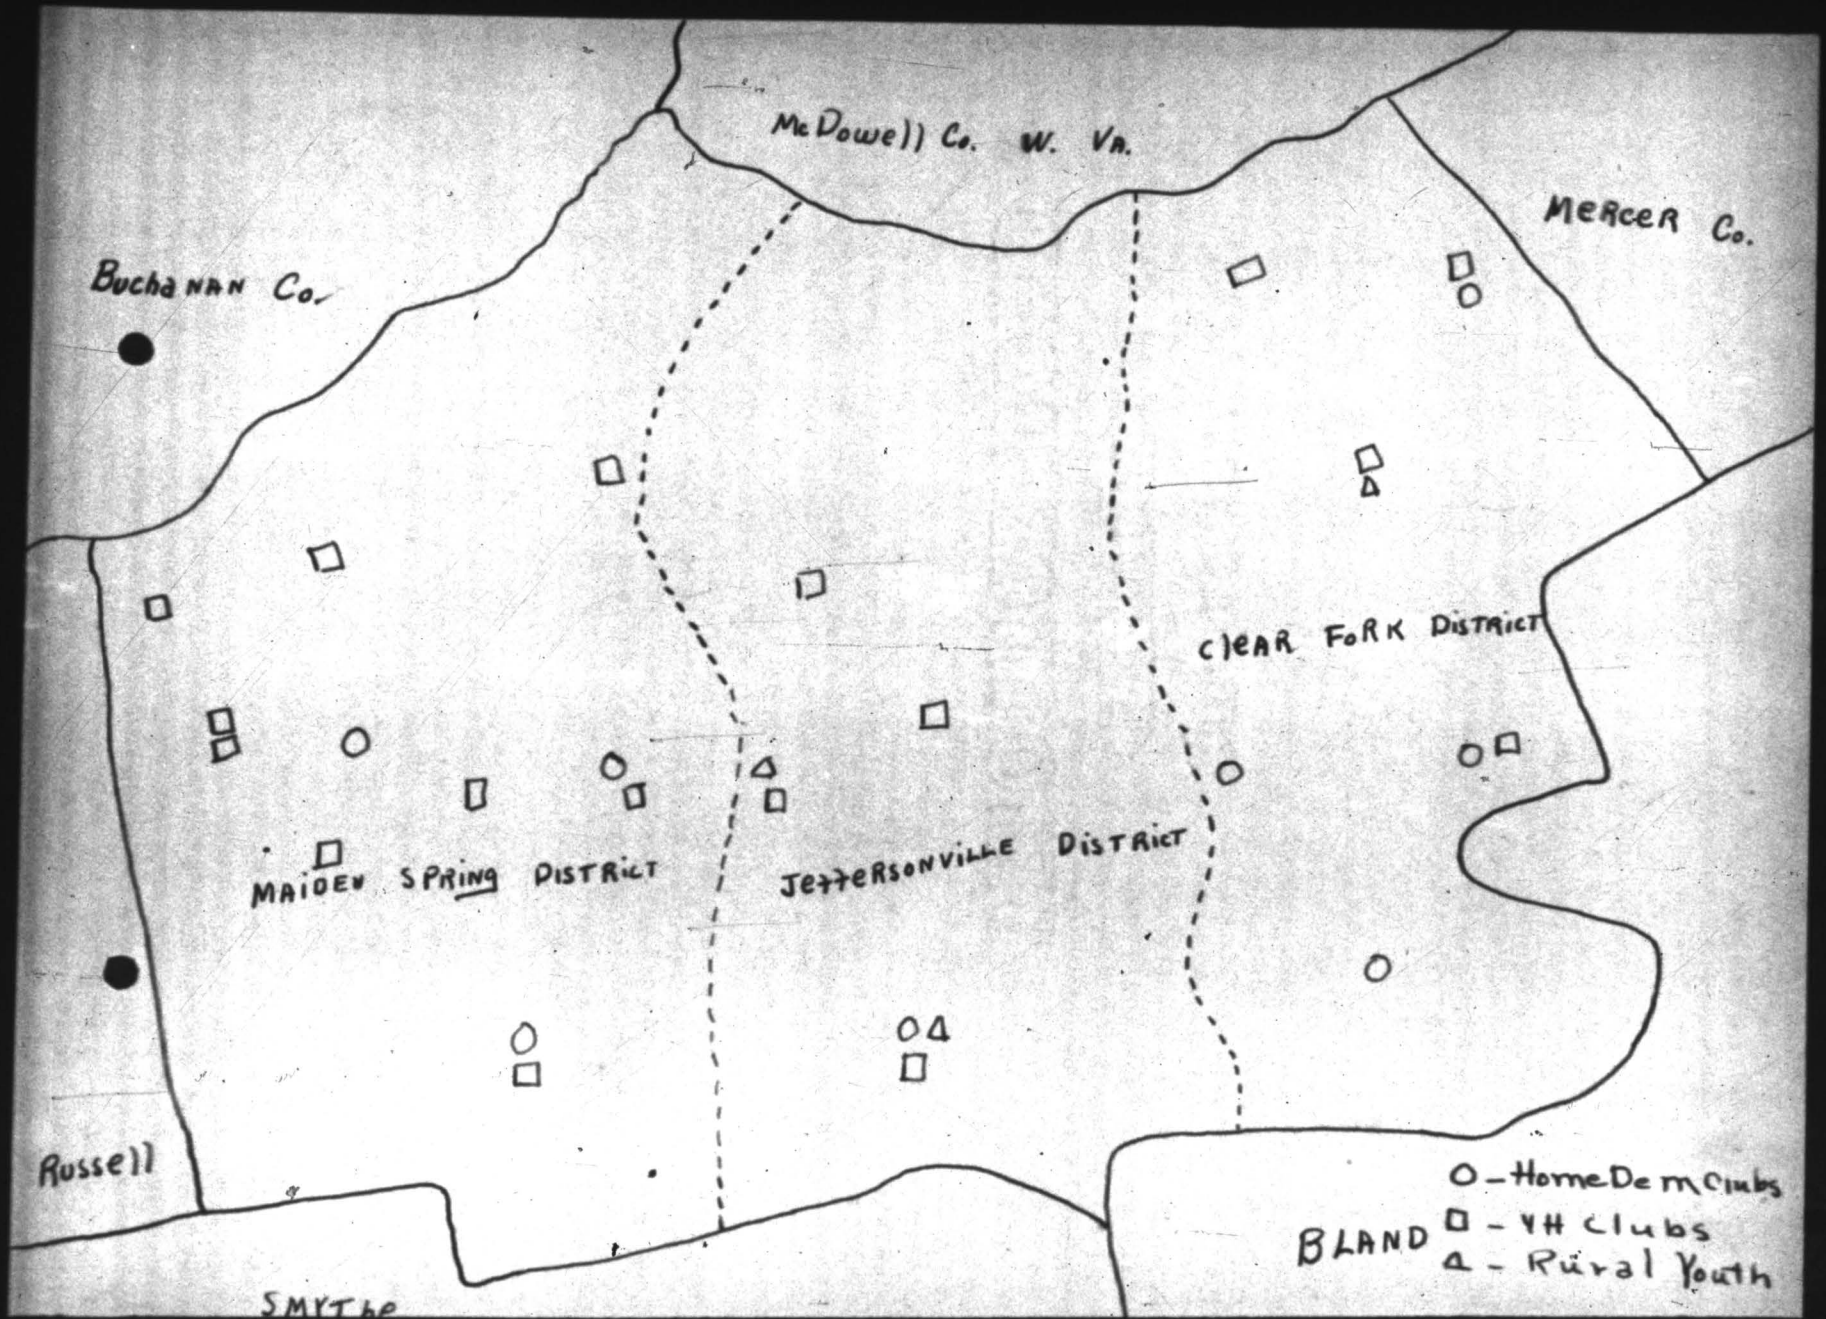 McDowell Co. W. VA.
MERCER Co.
BuchaNAN Co.
CleAR FoRK DiSTRicT
MAiDEN SPRiNg DiSTRicT
JeffeRSoNViLLE DiSTRicT
Russell
O - Home Dem Clubs
BLAND
□ - 4H Clubs
△ - Rural Youth
SMYThe